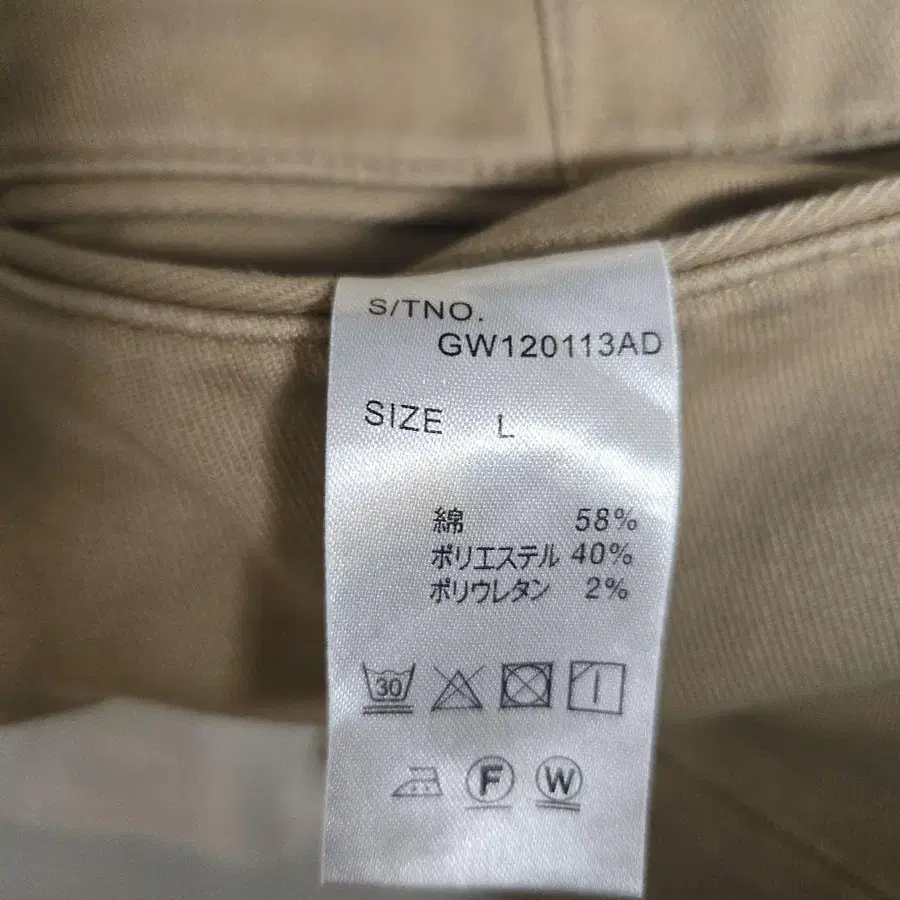 S/TNO.
GW120113AD
SIZE L
綿 58%
ポリエステル 40%
ポリウレタン 2%
30
F W